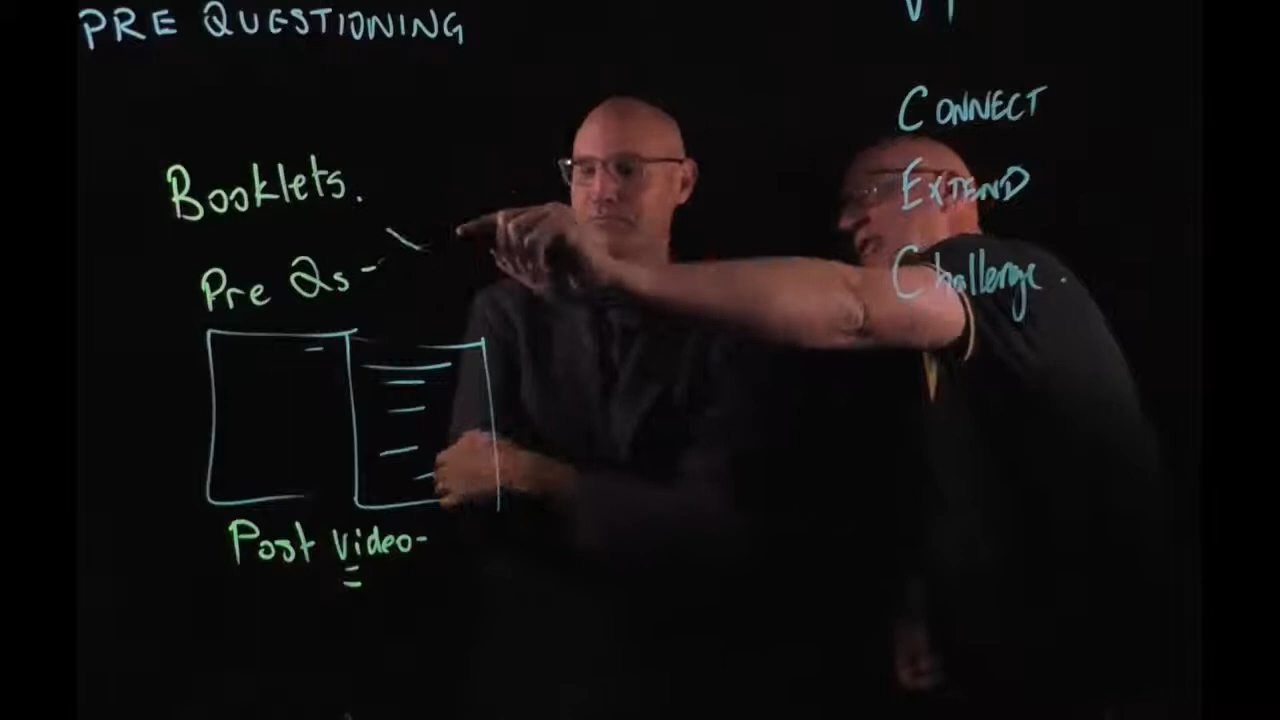 PRE QUESTIONING
Booklets.
Pre Qs -
Post video -
CONNECT
EXTEND
Challenge.